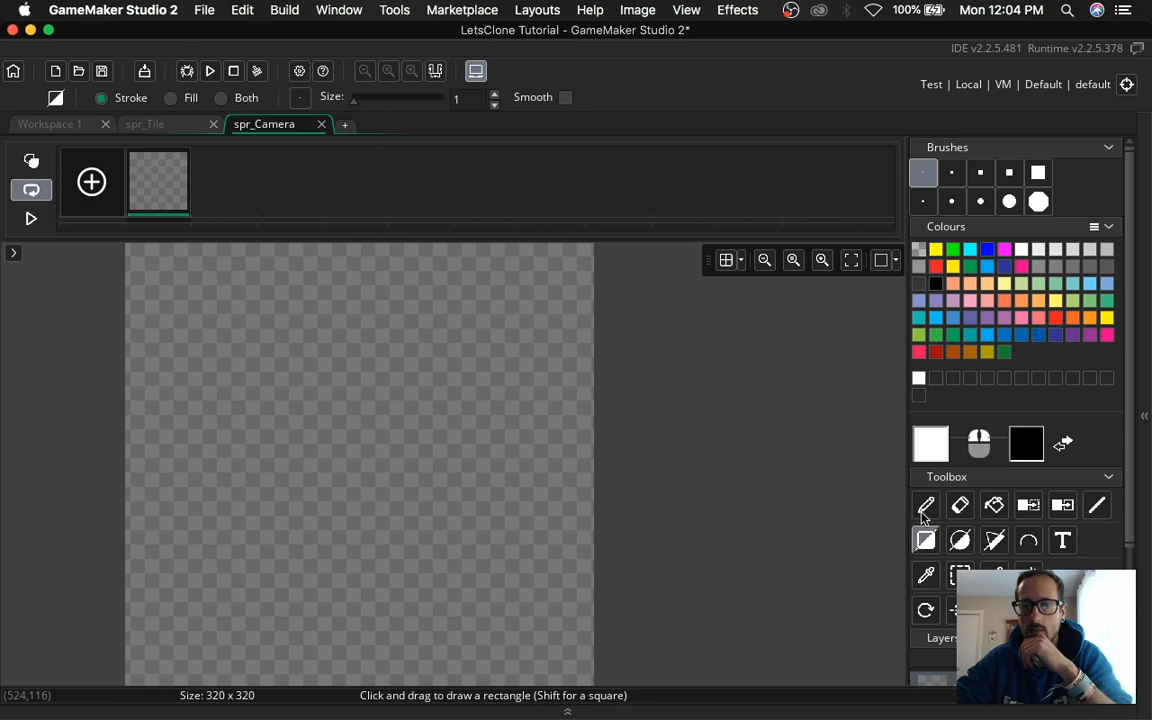 GameMaker Studio 2 File Edit Build Window Tools Marketplace Layouts Help Image View Effects 100% Mon 12:04 PM
LetsClone Tutorial - GameMaker Studio 2*
IDE v2.2.5.481 Runtime v2.2.5.378
Test | Local | VM | Default | default
Stroke Fill Both Size: 1 Smooth
Workspace 1 spr_Tile spr_Camera
Brushes
Colours
Toolbox
T
Layers
(524,116) Size: 320 x 320 Click and drag to draw a rectangle (Shift for a square)